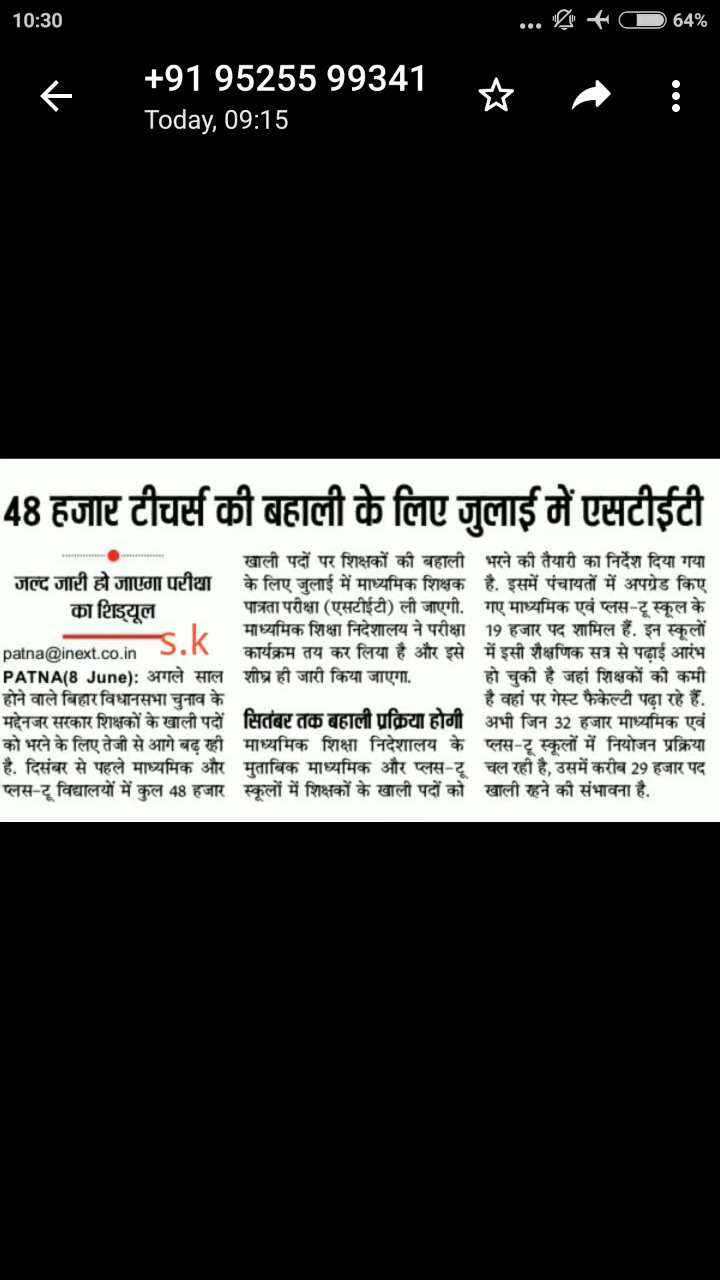 10:30
64%
+91 95255 99341
Today, 09:15
48 हजार टीचर्स की बहाली के लिए जुलाई में एसटीईटी
जल्द जारी हो जाएगा परीक्षा
का शिड्यूल
s.k
patna@inext.co.in
PATNA(8 June): अगले साल
होने वाले बिहार विधानसभा चुनाव के
मद्देनजर सरकार शिक्षकों के खाली पदों
को भरने के लिए तेजी से आगे बढ़ रही
है. दिसंबर से पहले माध्यमिक और
प्लस-टू विद्यालयों में कुल 48 हजार
खाली पदों पर शिक्षकों की बहाली
के लिए जुलाई में माध्यमिक शिक्षक
पात्रता परीक्षा (एसटीईटी) ली जाएगी.
माध्यमिक शिक्षा निदेशालय ने परीक्षा
कार्यक्रम तय कर लिया है और इसे
शीघ्र ही जारी किया जाएगा.
सितंबर तक बहाली प्रक्रिया होगी
माध्यमिक शिक्षा निदेशालय के
मुताबिक माध्यमिक और प्लस-टू
स्कूलों में शिक्षकों के खाली पदों को
भरने की तैयारी का निर्देश दिया गया
है. इसमें पंचायतों में अपग्रेड किए
गए माध्यमिक एवं प्लस-टू स्कूल के
19 हजार पद शामिल हैं. इन स्कूलों
में इसी शैक्षणिक सत्र से पढ़ाई आरंभ
हो चुकी है जहां शिक्षकों की कमी
है वहां पर गेस्ट फैकेल्टी पढ़ा रहे हैं.
अभी जिन 32 हजार माध्यमिक एवं
प्लस-टू स्कूलों में नियोजन प्रक्रिया
चल रही है, उसमें करीब 29 हजार पद
खाली रहने की संभावना है.